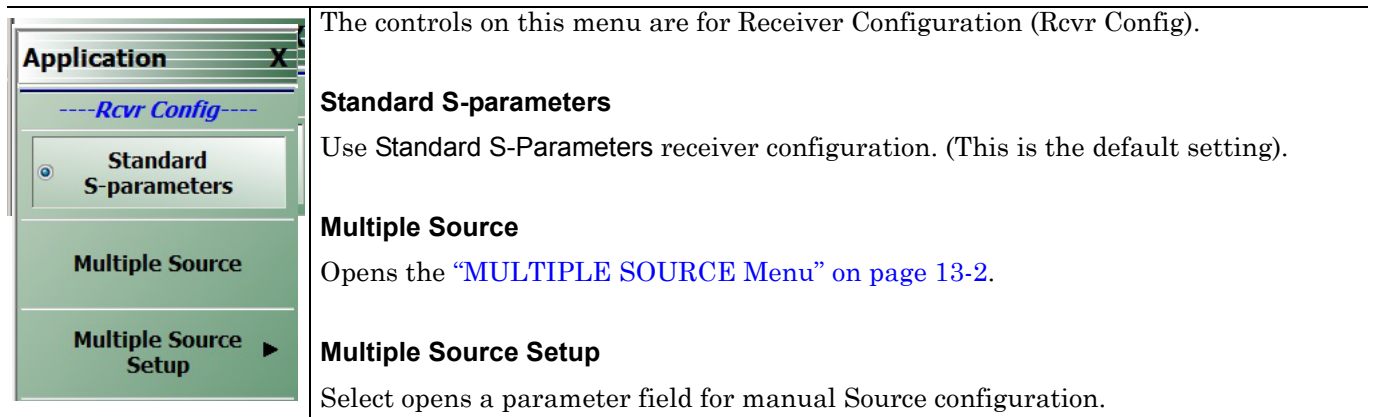 Application X
----Rcvr Config----
Standard
S-parameters
Multiple Source
Multiple Source
Setup
The controls on this menu are for Receiver Configuration (Rcvr Config).
Standard S-parameters
Use Standard S-Parameters receiver configuration. (This is the default setting).
Multiple Source
Opens the “MULTIPLE SOURCE Menu” on page 13-2.
Multiple Source Setup
Select opens a parameter field for manual Source configuration.